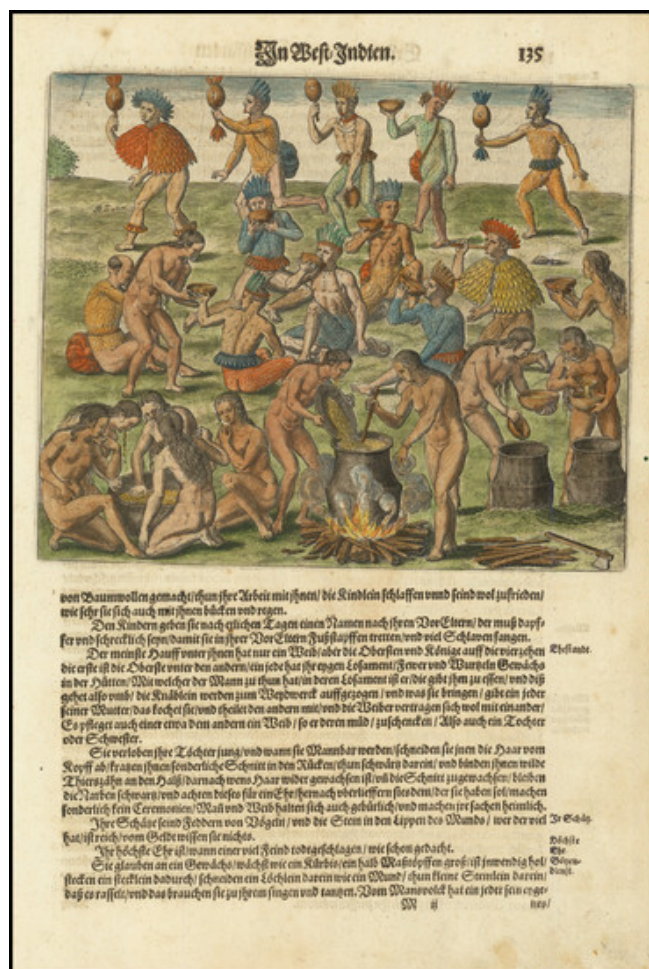 In West Indien.
135
von Baumwollen gemacht/thun jhre Arbeit mit jhnen/ die Kindlein schlaffen vnnd seind wol zufrieden/
wie sehr sie sich auch mit jhnen bücken vnd regen.
Den Kindern geben sie nach etlichen Tagen einen Namen nach jhren VorEltern/ der muß dapf-
fer vnd schrecklich seyn/damit sie in jhrer VorEltern Fußstapffen tretten/vnd viel Schlaven fangen.
Der meinste Hauff vnter jhnen hat nur ein Weib/aber die Obersten vnd Könige auff die vierzehen
Ehestandt.
die erste ist die Oberste vnter den andern/ein jede hat jhr eygen Losament/Fewer vnd Wurtzeln Gewächs
in der Hütten/Mit welcher der Mann zu thun hat/in deren Losament ist er/die gibt jhm zu essen/vnd diß
gehet also vmb/ die Knäblein werden zum Weydwerck auffgezogen/vnd was sie bringen/ gibt ein jeder
seiner Mutter/das kochet sie/vnd theilet den andern mit/vnd die Weiber vertragen sich wol mit einander/
Es pfleget auch einer etwa dem andern ein Weib/ so er deren müd/zuschencken/Also auch ein Tochter
oder Schwester.
Sie verloben jhre Töchter jung/vnd wann sie Mannbar werden/schneiden sie jnen die Haar vom
Kopff ab/kratzen jhnen sonderliche Schnitt in den Rücken/thun schwärtz darein/ vnd binden jhnen wilde
Thierszähn an den Halß/darnach wens Haar wider gewachsen ist/vñ die Schnitt zugewachsen/ bleiben
die Narben schwartz/vnd achten dieses für ein Ehr/hernach vberlieffern sies dem/der sie haben sol/machen
sonderlich kein Ceremonien/Mañ vnd Weib halten sich auch gebürlich/vnd machen jre sachen heimlich.
Ihre Schätze seind Feddern von Vögeln/ vnd die Stein in den Lippen des Munds/ wer der viel
Ir Schätz.
hat/ist reich/vom Geldt wissen sie nichts.
Ihr höchste Ehr ist/wann einer viel Feind todtgeschlagen/ wie schon gedacht.
Höchste
Ehr.
Sie glauben an ein Gewächs/wächst wie ein Kürbis/ein halb Maßtöpffen groß/ist jnwendig hol/
Götzen-
dienst.
stecken ein stecklein dadurch/schneiden ein Löchlein darein wie ein Mund/ thun kleine Steinlein darein/
daß es rasselt/vnd das brauchen sie zu jhrem singen vnd tantzen. Vom Mansvolck hat ein jeder sein eyge-
M ij
nen/